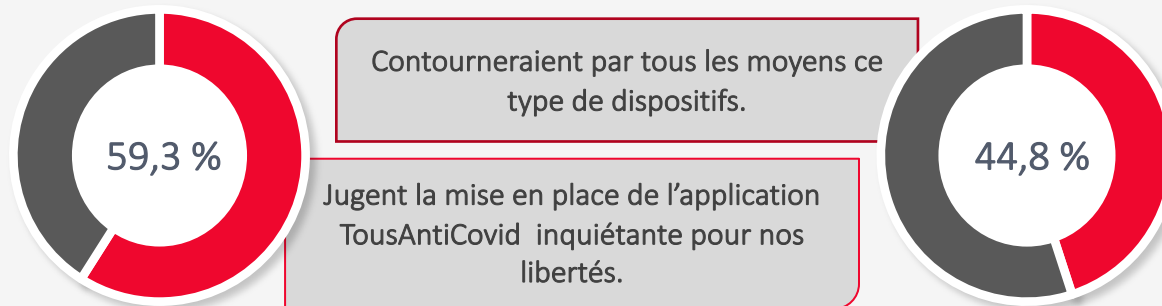 59,3 %
Contourneraient par tous les moyens ce
type de dispositifs.
44,8 %
Jugent la mise en place de l’application
TousAntiCovid  inquiétante pour nos
libertés.